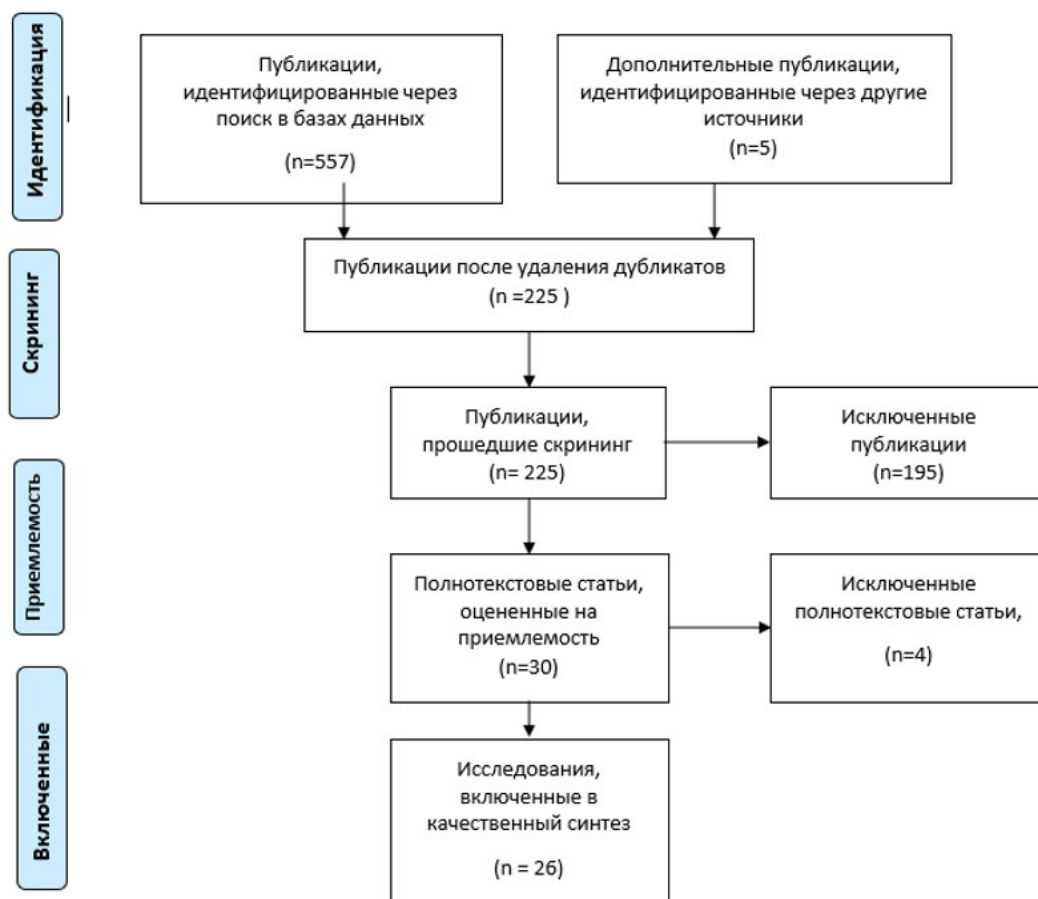 Идентификация
Публикации,
идентифицированные через
поиск в базах данных
(n=557)
Дополнительные публикации,
идентифицированные через другие
источники
(n=5)
Скрининг
Публикации после удаления дубликатов
(n =225 )
Публикации,
прошедшие скрининг
(n= 225)
Исключенные
публикации
(n=195)
Приемлемость
Полнотекстовые статьи,
оцененные на
приемлемость
(n=30)
Исключенные
полнотекстовые статьи,
(n=4)
Включенные
Исследования,
включенные в
качественный синтез
(n = 26)